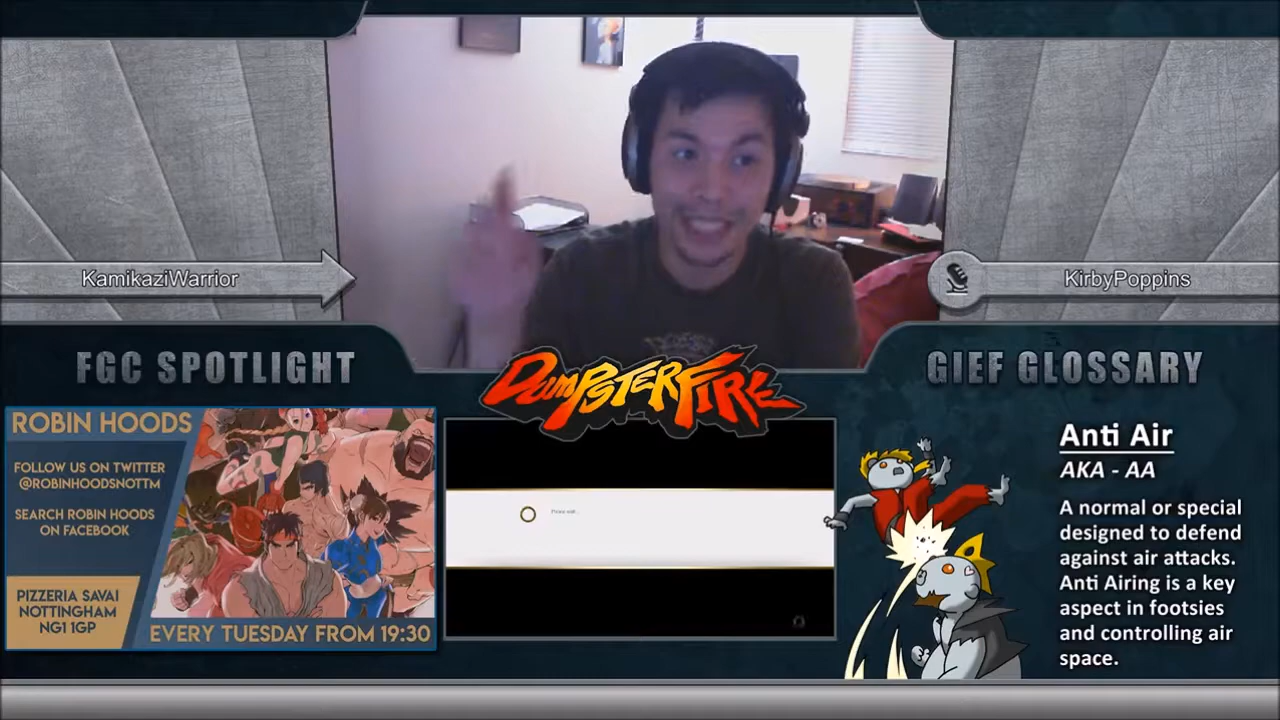 KamikaziWarrior
KirbyPoppins
FGC SPOTLIGHT
DUMPSTER FIRE
GIEF GLOSSARY
ROBIN HOODS
FOLLOW US ON TWITTER
@ROBINHOODSNOTTM
SEARCH ROBIN HOODS
ON FACEBOOK
PIZZERIA SAVAI
NOTTINGHAM
NG1 1GP
EVERY TUESDAY FROM 19:30
Anti Air
AKA - AA
A normal or special
designed to defend
against air attacks.
Anti Airing is a key
aspect in footsies
and controlling air
space.